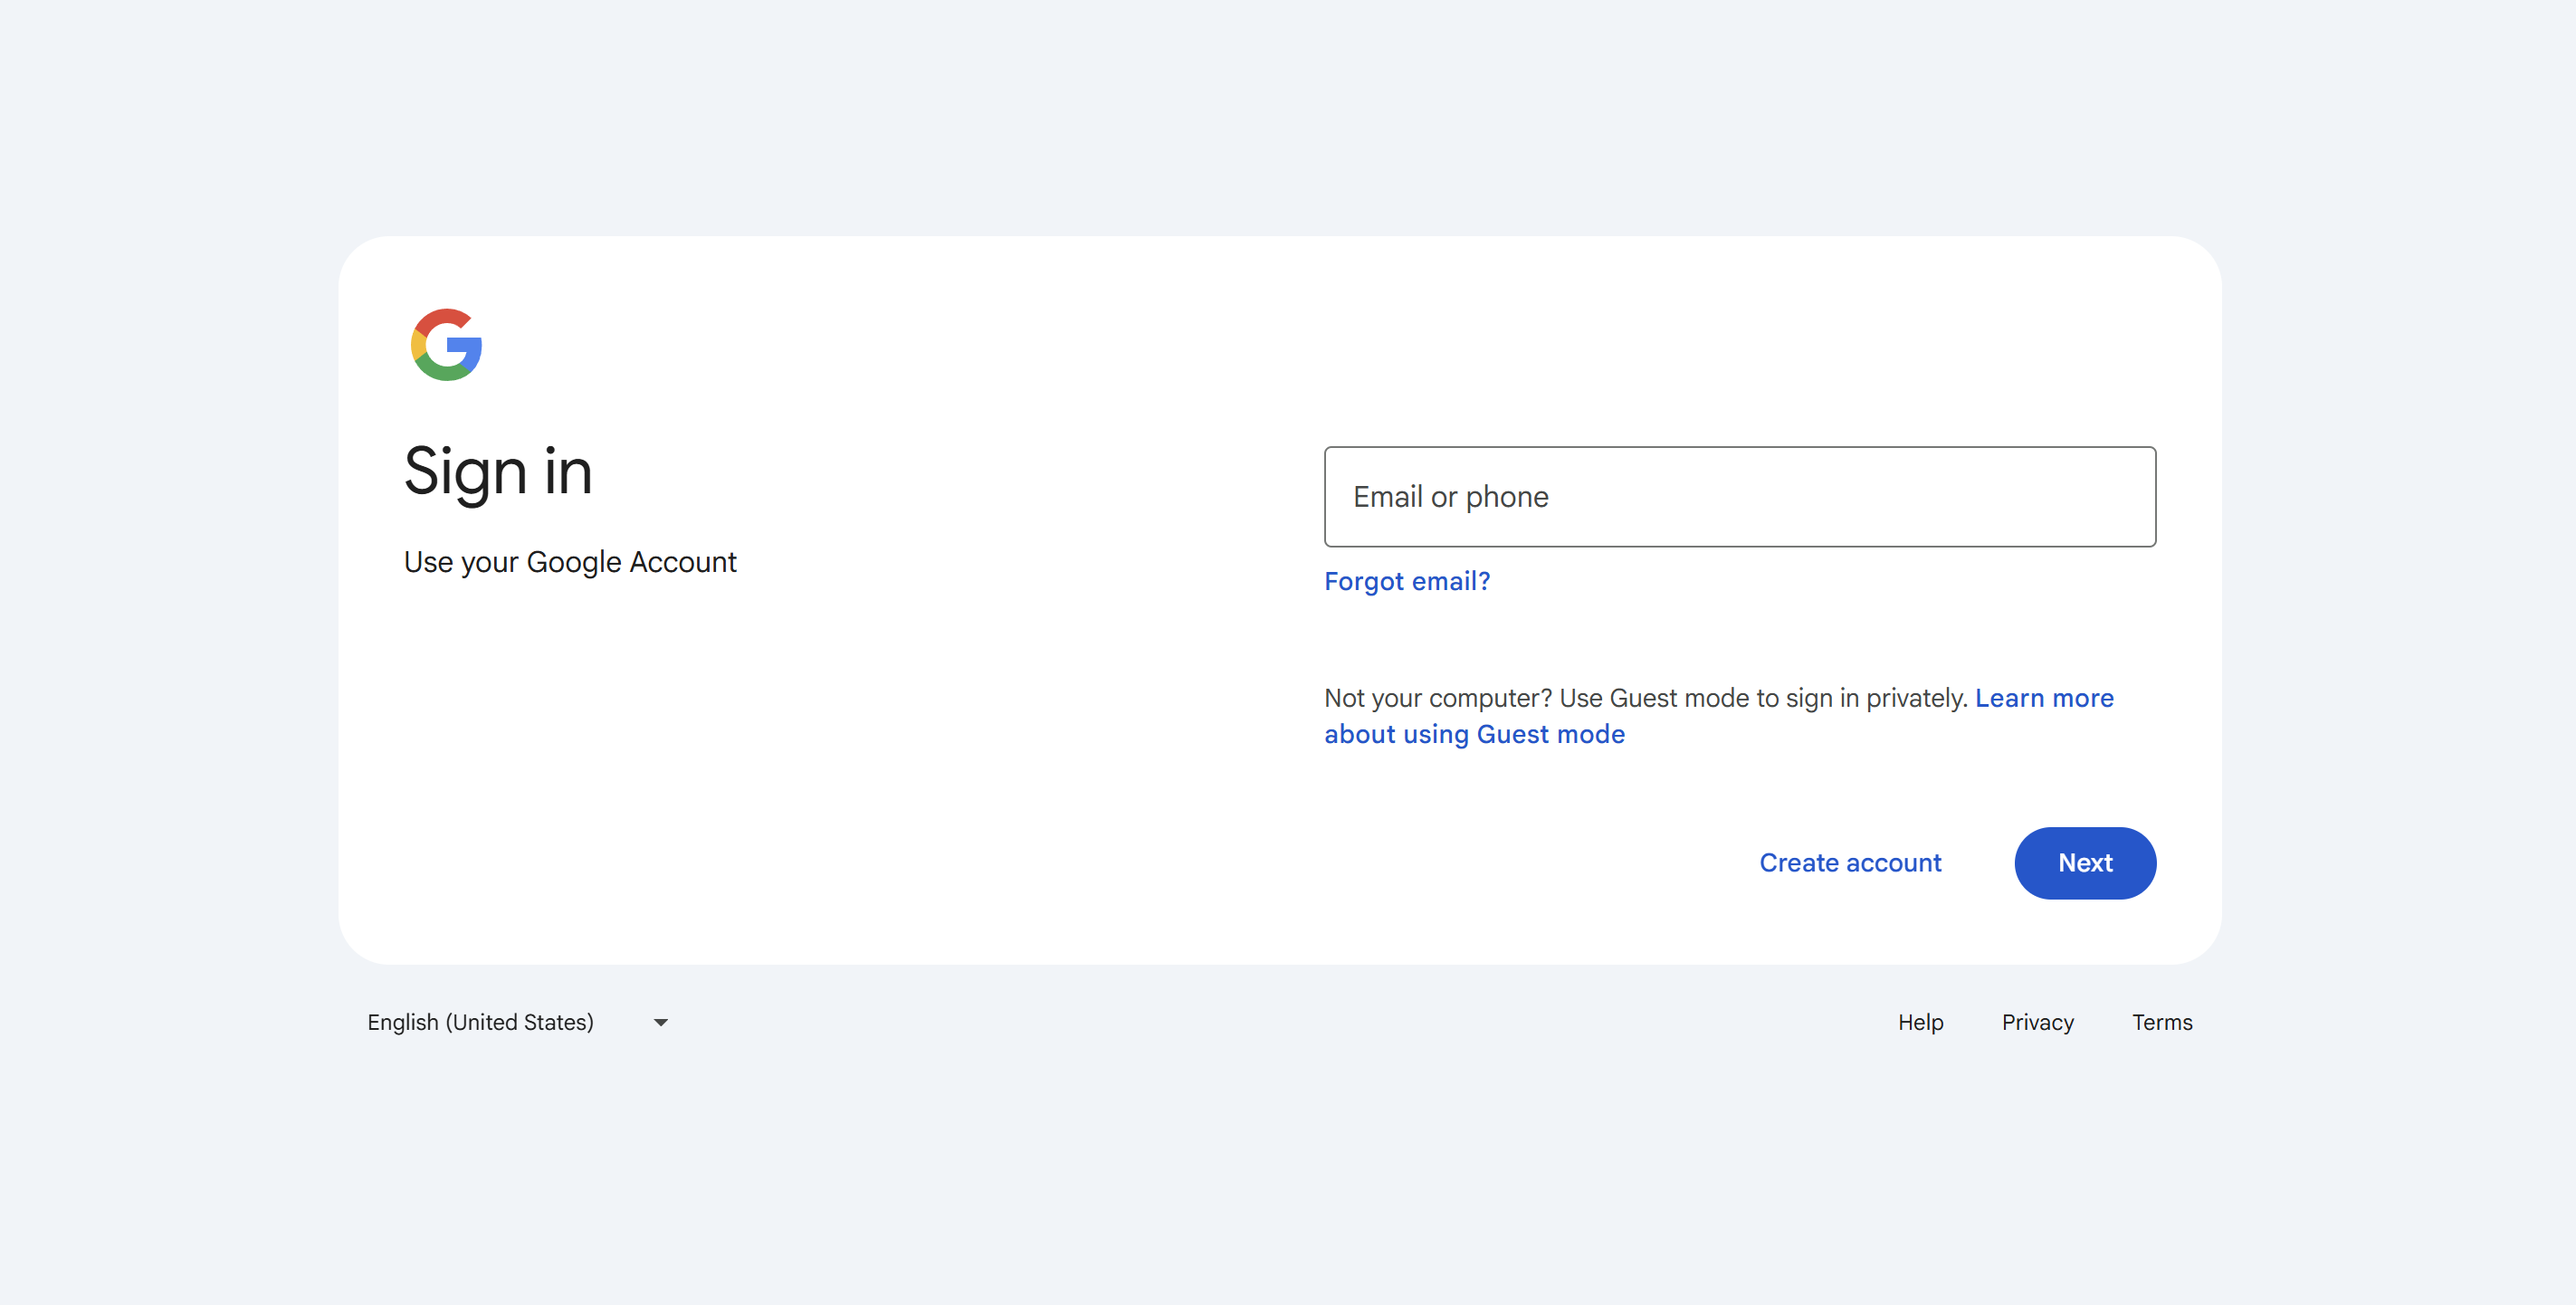 Sign in
Use your Google Account
Email or phone
Forgot email?
Not your computer? Use Guest mode to sign in privately. Learn more
about using Guest mode
Create account
Next
English (United States)
Help
Privacy
Terms